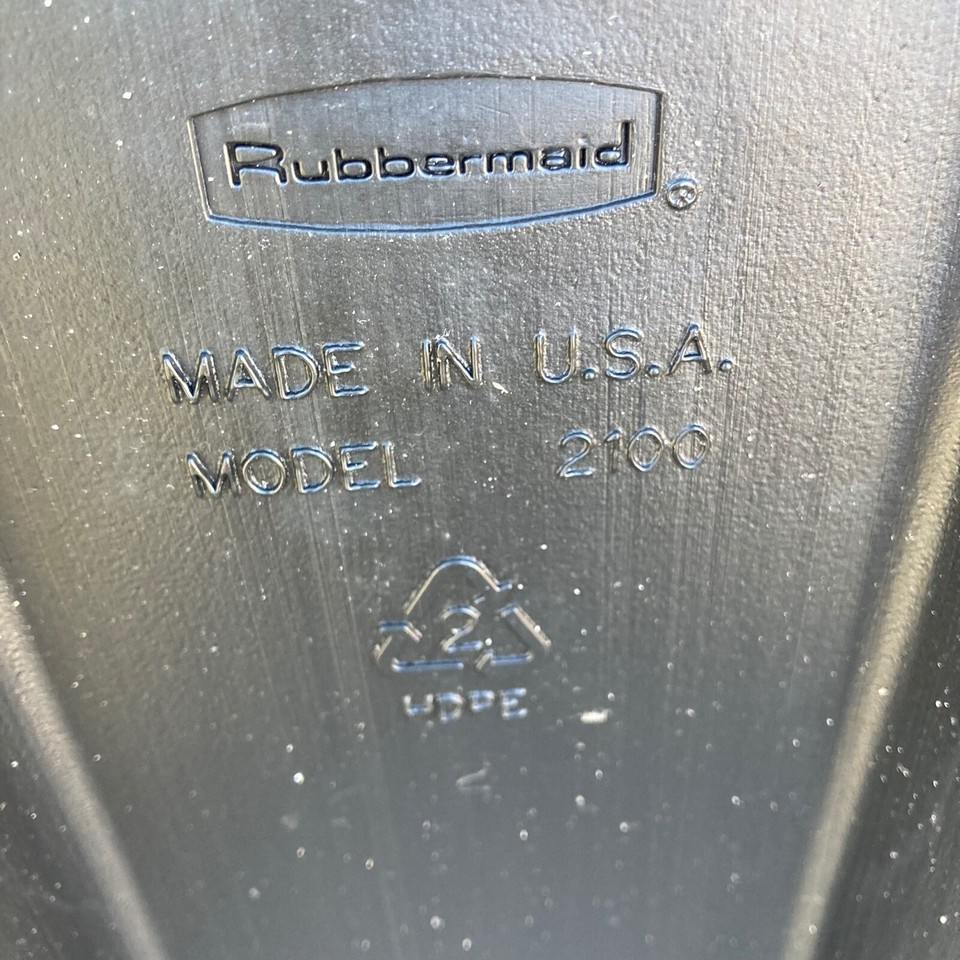 Rubbermaid®
MADE IN U.S.A.
MODEL 2100
2
HDPE